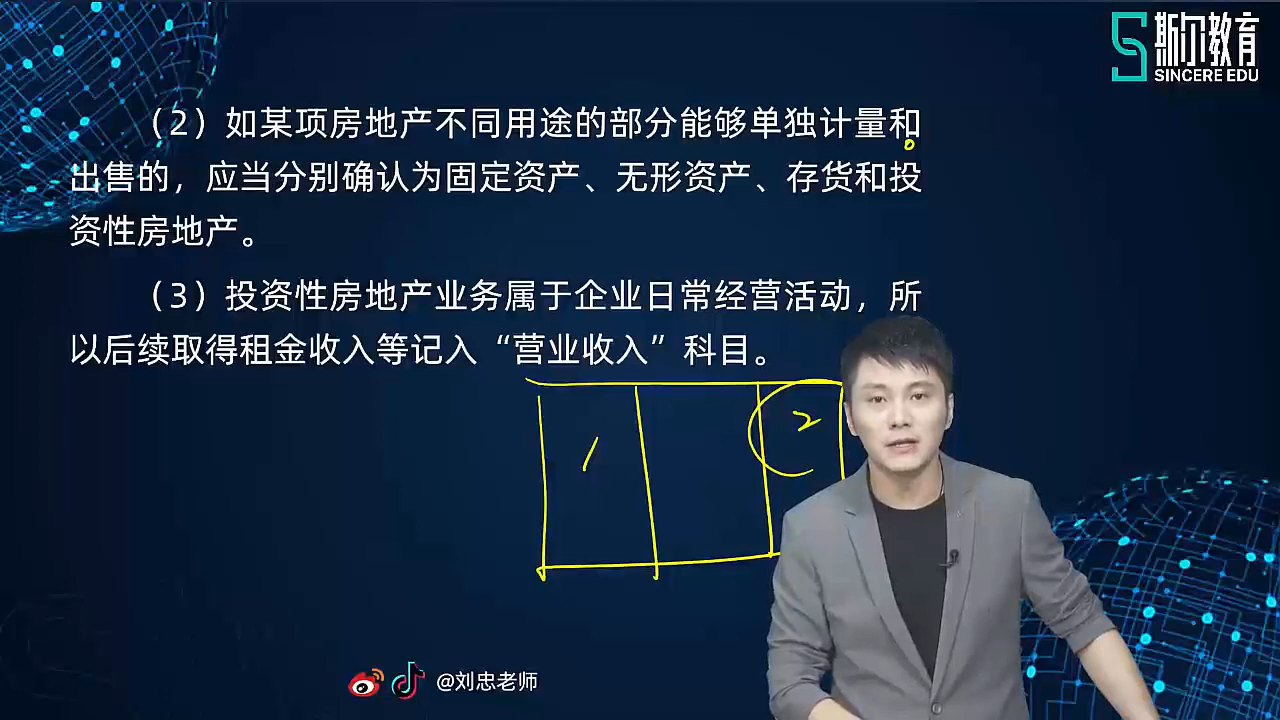 斯尔教育
SINCERE EDU
（2）如某项房地产不同用途的部分能够单独计量和
出售的，应当分别确认为固定资产、无形资产、存货和投
资性房地产。
（3）投资性房地产业务属于企业日常经营活动，所
以后续取得租金收入等记入“营业收入”科目。
1
2
@刘忠老师